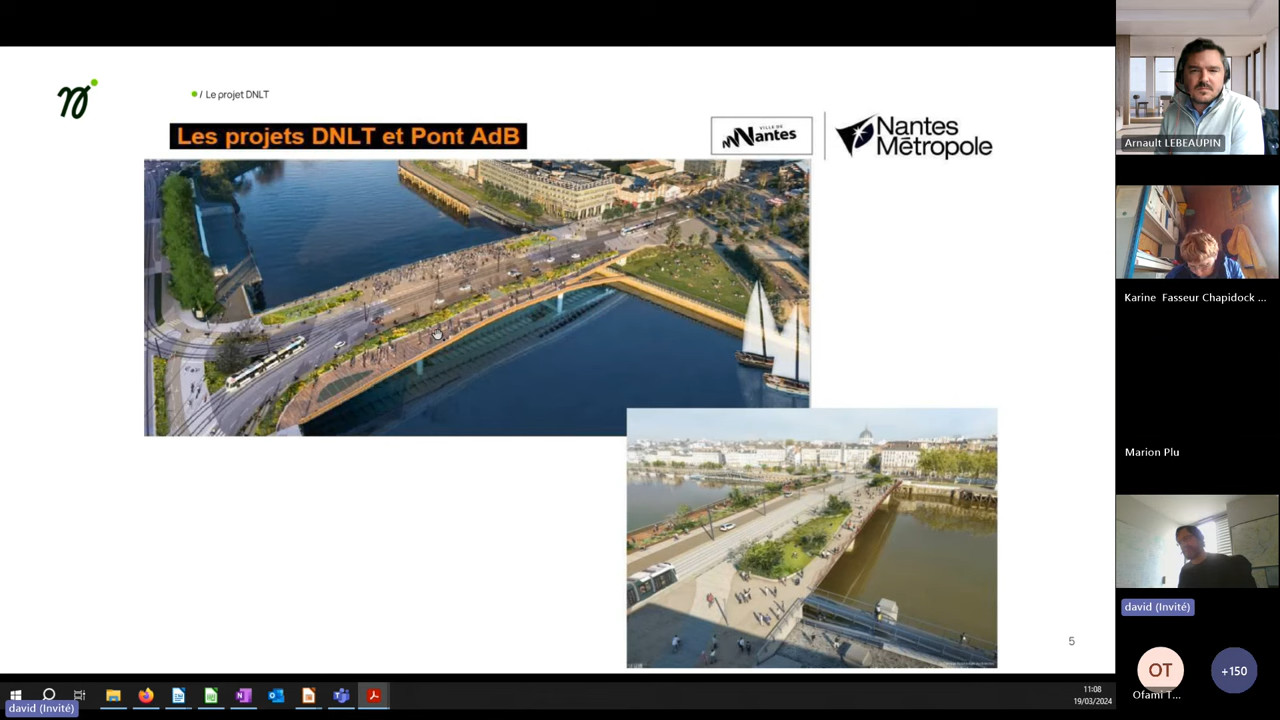 / Le projet DNLT
Les projets DNLT et Pont AdB
VILLE DE
Nantes
Nantes
Métropole
5
Arnault LEBEAUPIN
Karine Fasseur Chapidock ...
Marion Plu
david (Invité)
OT
+150
Ofami T...
11:08
19/03/2024
david (Invité)